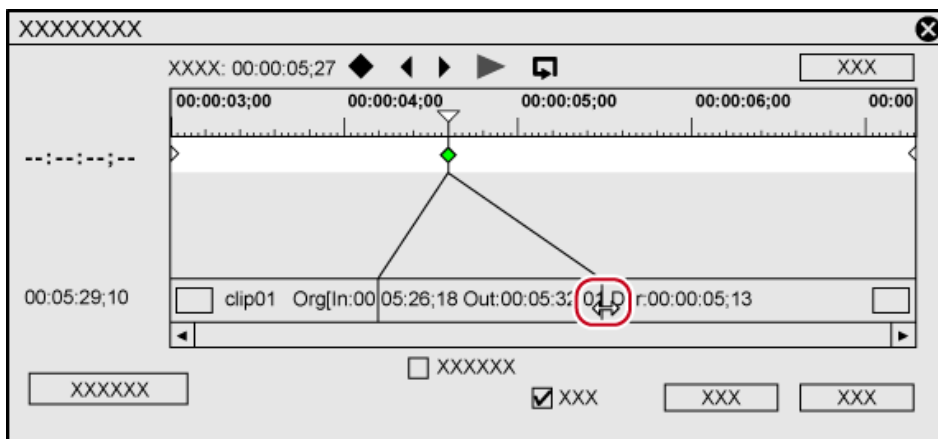 XXXXXXXX
XXXX: 00:00:05;27 XXX
00:00:03;00 00:00:04;00 00:00:05;00 00:00:06;00 00:00
--:--:--;--
00:05:29;10 clip01 Org[In:00:05:26;18 Out:00:05:32;01 Dur:00:00:05;13
XXXXXX
XXXXXX XXX XXX XXX